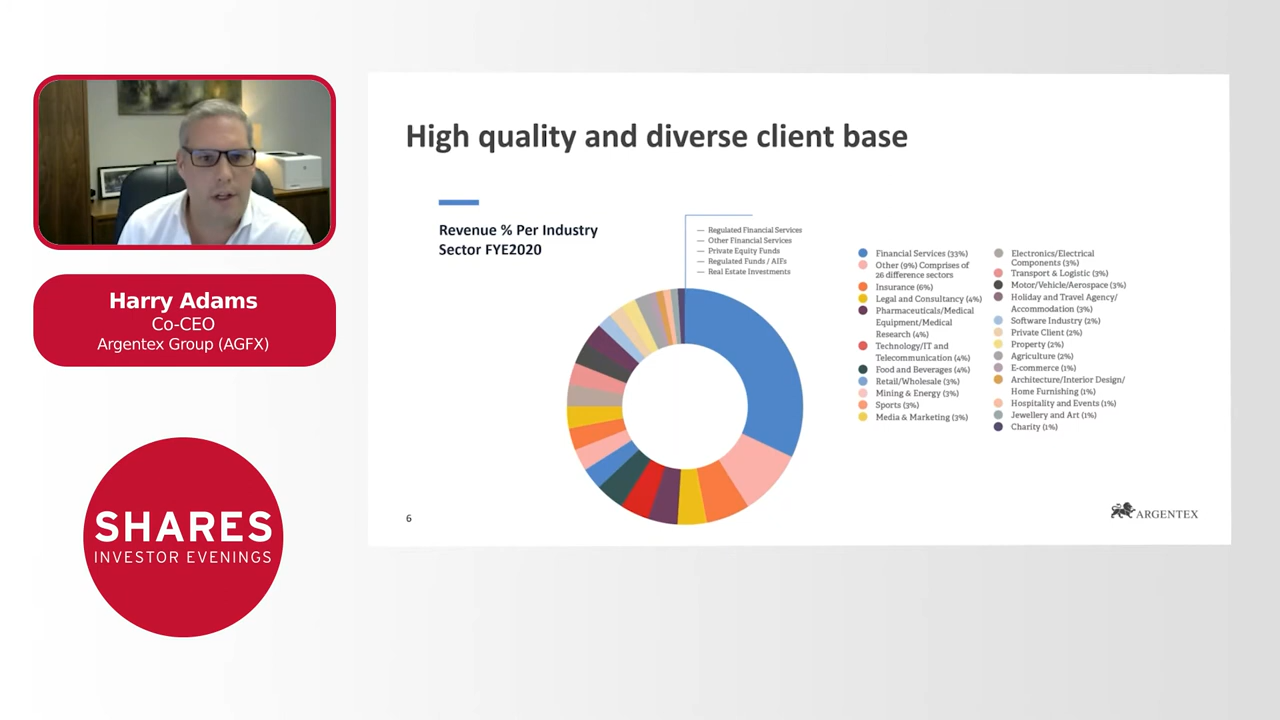 Harry Adams
Co-CEO
Argentex Group (AGFX)
SHARES
INVESTOR EVENINGS
High quality and diverse client base
Revenue % Per Industry
Sector FYE2020
— Regulated Financial Services
— Other Financial Services
— Private Equity Funds
— Regulated Funds / AIFs
— Real Estate Investments
Financial Services (33%)
Other (9%) Comprises of
26 difference sectors
Insurance (6%)
Legal and Consultancy (4%)
Pharmaceuticals/Medical
Equipment/Medical
Research (4%)
Technology/IT and
Telecommunication (4%)
Food and Beverages (4%)
Retail/Wholesale (3%)
Mining & Energy (3%)
Sports (3%)
Media & Marketing (3%)
Electronics/Electrical
Components (3%)
Transport & Logistic (3%)
Motor/Vehicle/Aerospace (3%)
Holiday and Travel Agency/
Accommodation (3%)
Software Industry (2%)
Private Client (2%)
Property (2%)
Agriculture (2%)
E-commerce (1%)
Architecture/Interior Design/
Home Furnishing (1%)
Hospitality and Events (1%)
Jewellery and Art (1%)
Charity (1%)
6
ARGENTEX